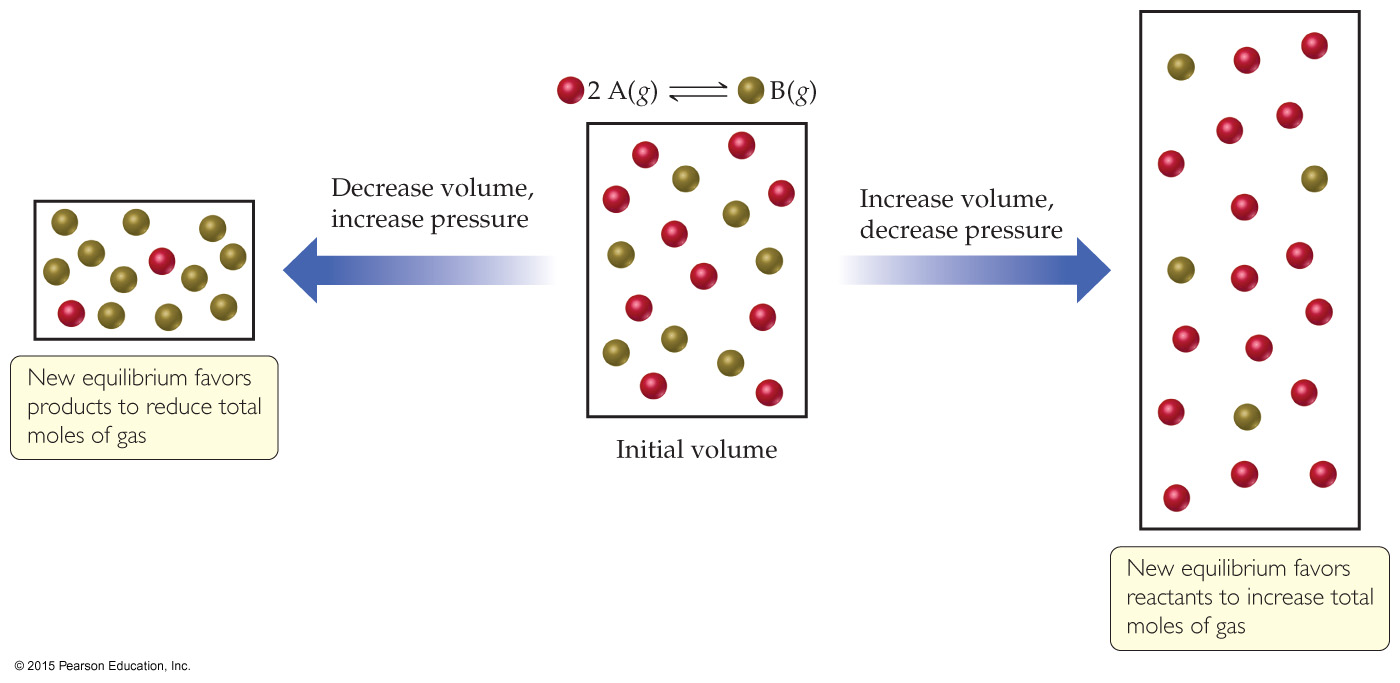 2 A(g) ⇌ B(g)
Decrease volume,
increase pressure
Increase volume,
decrease pressure
Initial volume
New equilibrium favors
products to reduce total
moles of gas
New equilibrium favors
reactants to increase total
moles of gas
© 2015 Pearson Education, Inc.